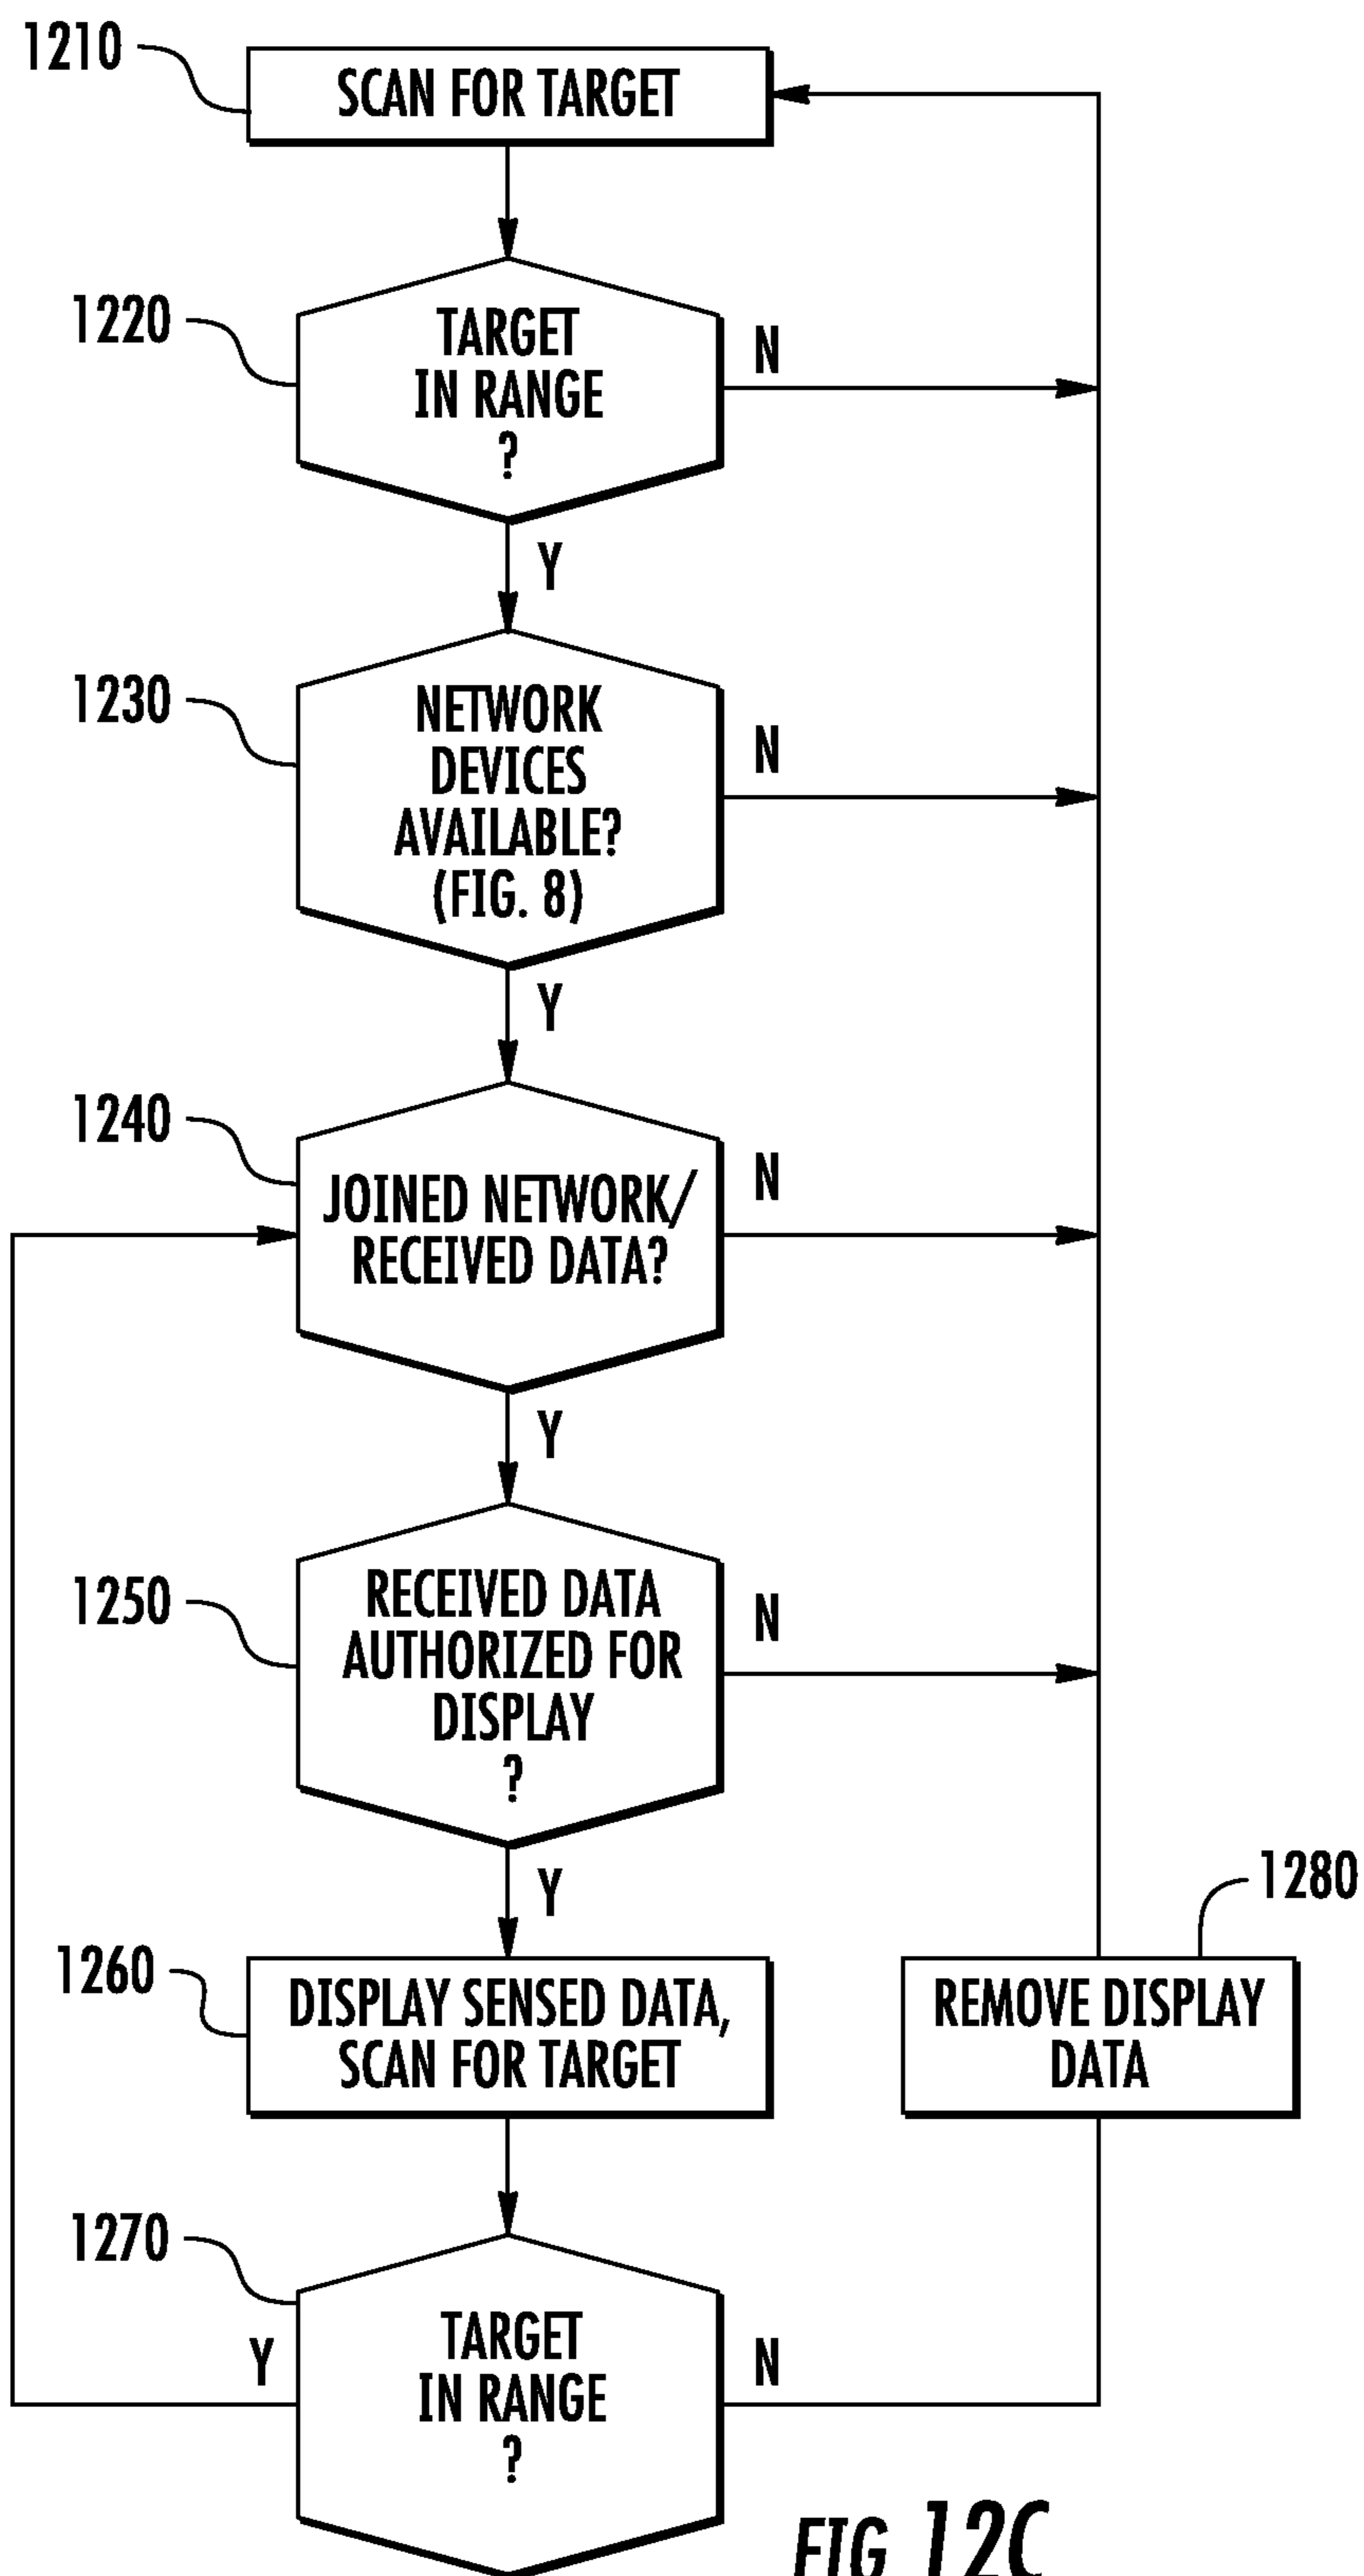 1210
SCAN FOR TARGET
1220
TARGET
IN RANGE
?
N
Y
1230
NETWORK
DEVICES
AVAILABLE?
(FIG. 8)
N
Y
1240
JOINED NETWORK/
RECEIVED DATA?
N
Y
1250
RECEIVED DATA
AUTHORIZED FOR
DISPLAY
?
N
Y
1260
DISPLAY SENSED DATA,
SCAN FOR TARGET
1280
REMOVE DISPLAY
DATA
1270
TARGET
IN RANGE
?
Y
N
FIG 12C